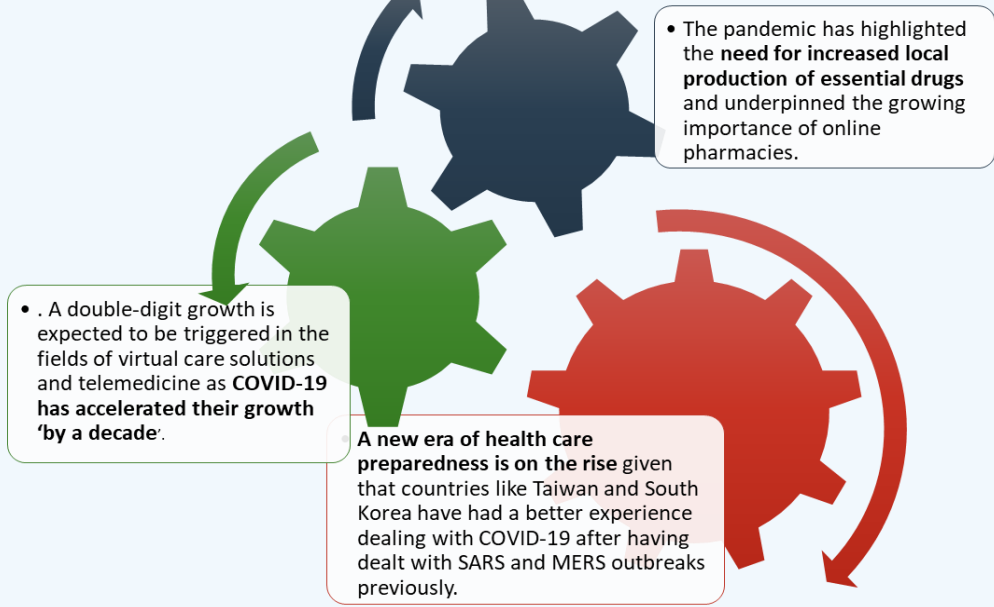 • The pandemic has highlighted
the need for increased local
production of essential drugs
and underpinned the growing
importance of online
pharmacies.
• . A double-digit growth is
expected to be triggered in the
fields of virtual care solutions
and telemedicine as COVID-19
has accelerated their growth
‘by a decade’.
• A new era of health care
preparedness is on the rise given
that countries like Taiwan and South
Korea have had a better experience
dealing with COVID-19 after having
dealt with SARS and MERS outbreaks
previously.